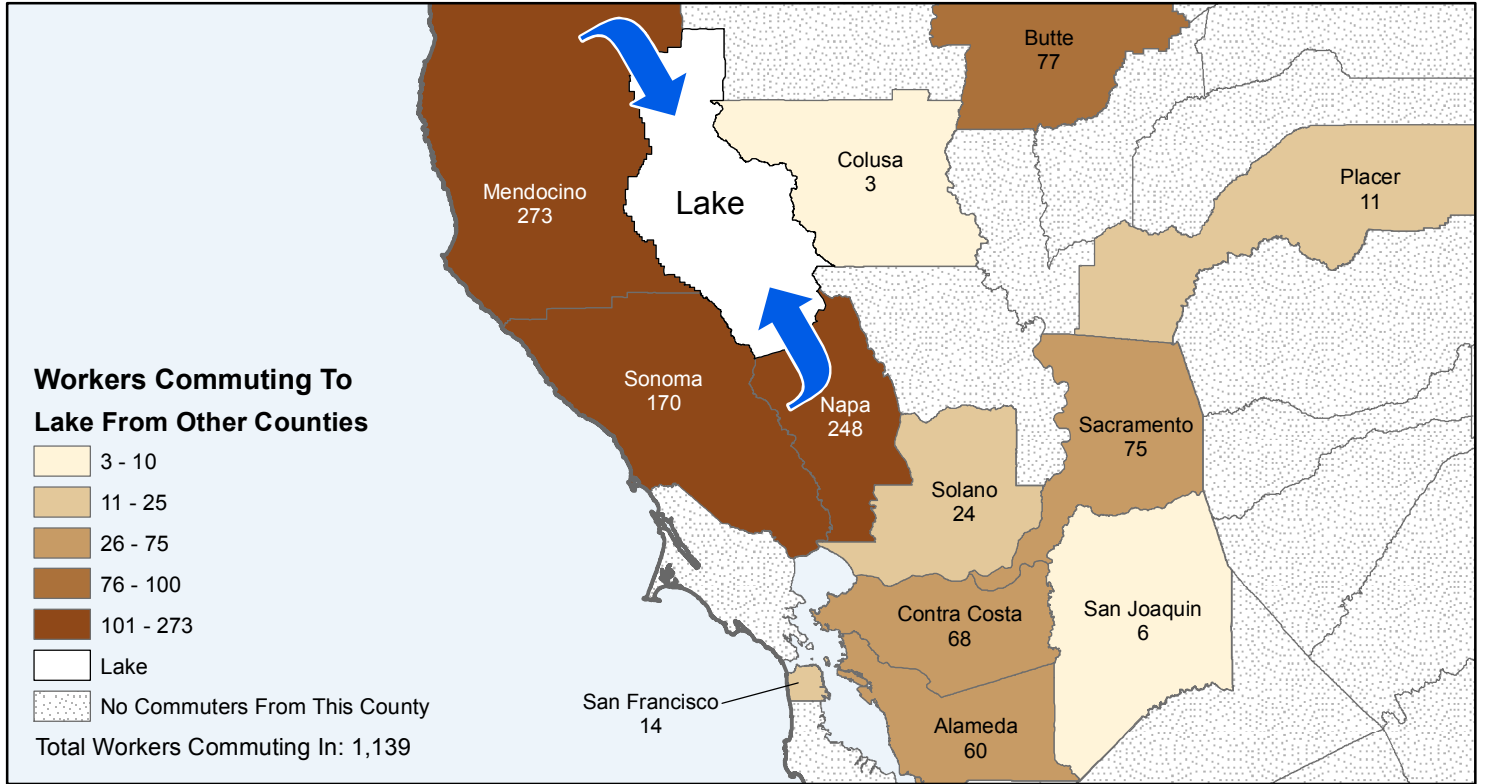 Butte
77
Colusa
3
Placer
11
Mendocino
273
Lake
Sonoma
170
Napa
248
Sacramento
75
Solano
24
Contra Costa
68
San Joaquin
6
San Francisco
14
Alameda
60
Workers Commuting To
Lake From Other Counties
3 - 10
11 - 25
26 - 75
76 - 100
101 - 273
Lake
No Commuters From This County
Total Workers Commuting In: 1,139